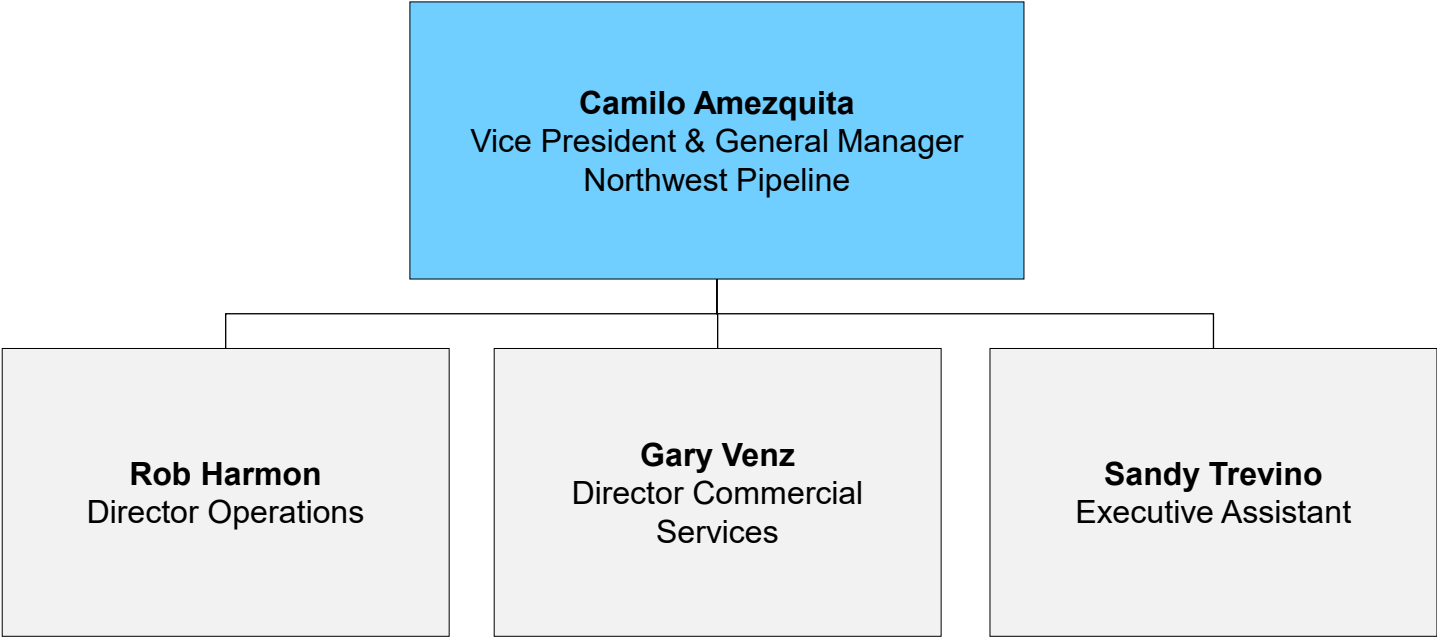 Camilo Amezquita
Vice President & General Manager
Northwest Pipeline
Rob Harmon
Director Operations
Gary Venz
Director Commercial
Services
Sandy Trevino
Executive Assistant